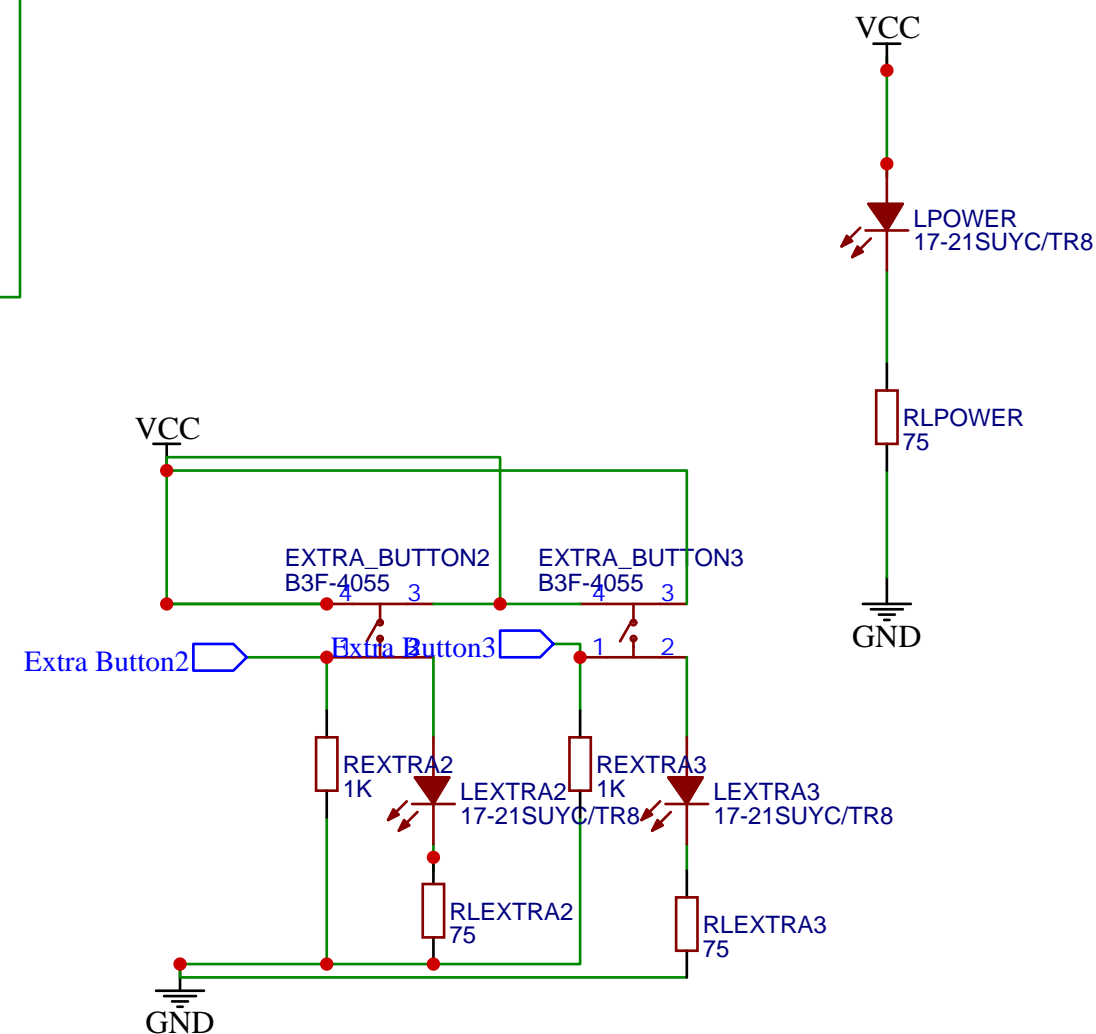 VCC
LPOWER
17-21SUYC/TR8
RLPOWER
75
GND
VCC
EXTRA_BUTTON2
B3F-4055
4 3
1 2
EXTRA_BUTTON3
B3F-4055
4 3
1 2
Extra Button2
Extra Button3
REXTRA2
1K
LEXTRA2
17-21SUYC/TR8
REXTRA3
1K
LEXTRA3
17-21SUYC/TR8
RLEXTRA2
75
RLEXTRA3
75
GND